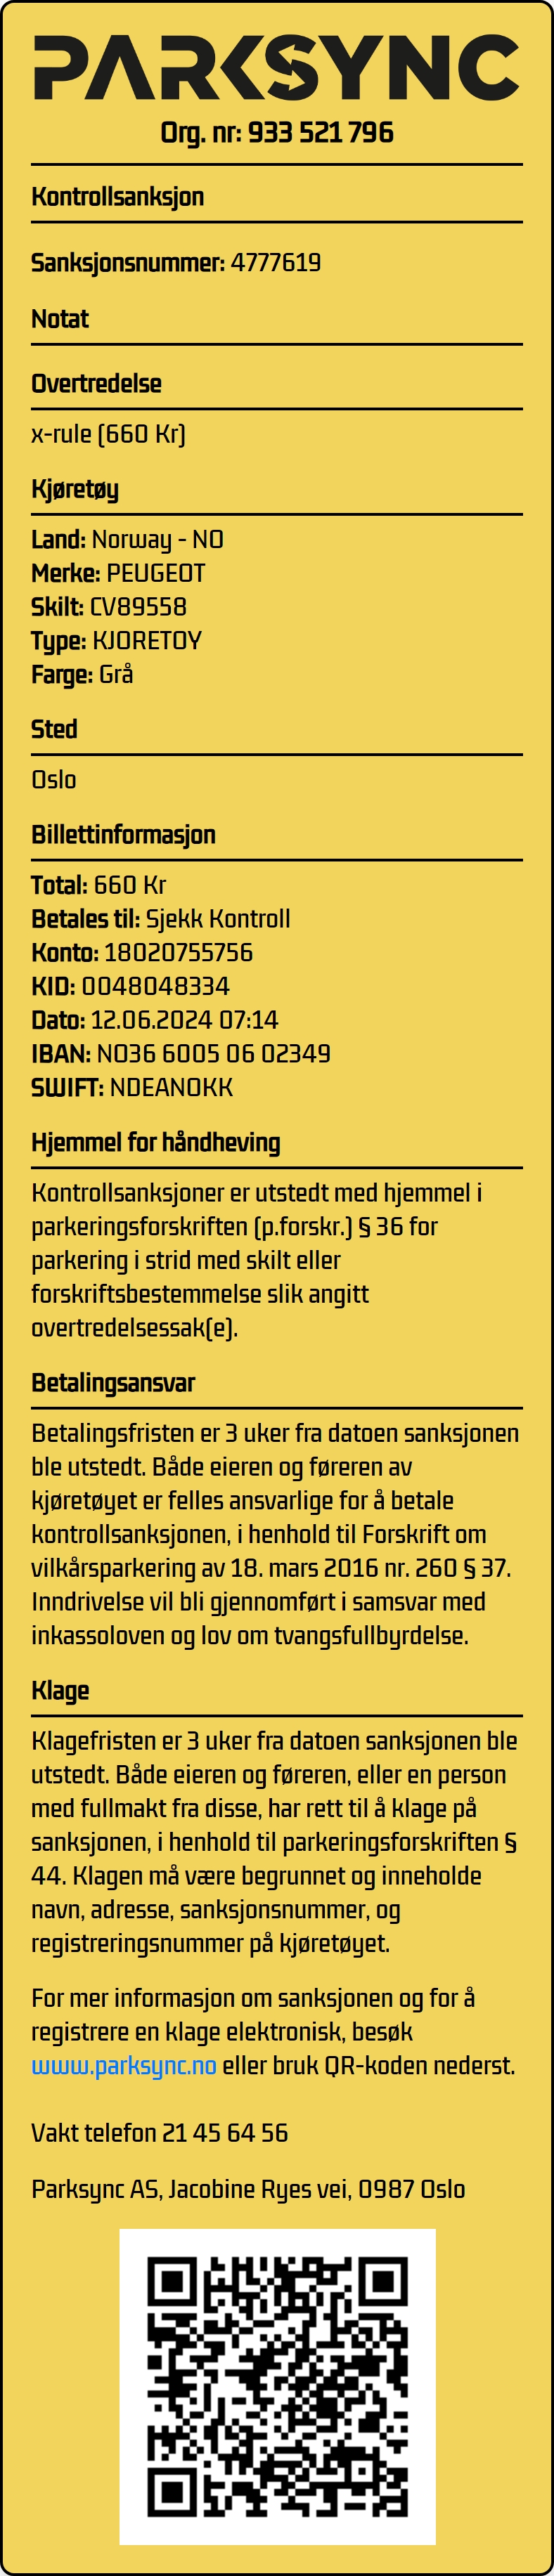 PARKSYNC
Org. nr: 933 521 796
Kontrollsanksjon
Sanksjonsnummer: 4777619
Notat
Overtredelse
x-rule (660 Kr)
Kjøretøy
Land: Norway - NO
Merke: PEUGEOT
Skilt: CV89558
Type: KJORETOY
Farge: Grå
Sted
Oslo
Billettinformasjon
Total: 660 Kr
Betales til: Sjekk Kontroll
Konto: 18020755756
KID: 0048048334
Dato: 12.06.2024 07:14
IBAN: NO36 6005 06 02349
SWIFT: NDEANOKK
Hjemmel for håndheving
Kontrollsanksjoner er utstedt med hjemmel i
parkeringsforskriften (p.forskr.) § 36 for
parkering i strid med skilt eller
forskriftsbestemmelse slik angitt
overtredelsessak(e).
Betalingsansvar
Betalingsfristen er 3 uker fra datoen sanksjonen
ble utstedt. Både eieren og føreren av
kjøretøyet er felles ansvarlige for å betale
kontrollsanksjonen, i henhold til Forskrift om
vilkårsparkering av 18. mars 2016 nr. 260 § 37.
Inndrivelse vil bli gjennomført i samsvar med
inkassoloven og lov om tvangsfullbyrdelse.
Klage
Klagefristen er 3 uker fra datoen sanksjonen ble
utstedt. Både eieren og føreren, eller en person
med fullmakt fra disse, har rett til å klage på
sanksjonen, i henhold til parkeringsforskriften §
44. Klagen må være begrunnet og inneholde
navn, adresse, sanksjonsnummer, og
registreringsnummer på kjøretøyet.
For mer informasjon om sanksjonen og for å
registrere en klage elektronisk, besøk
www.parksync.no eller bruk QR-koden nederst.
Vakt telefon 21 45 64 56
Parksync AS, Jacobine Ryes vei, 0987 Oslo